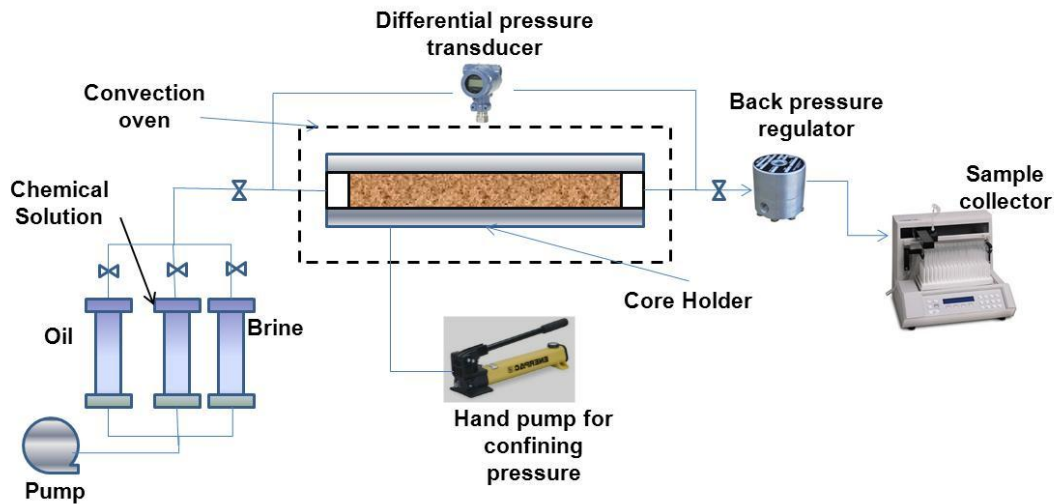 Differential pressure
transducer
Convection
oven
Back pressure
regulator
Chemical
Solution
Sample
collector
Oil
Brine
Core Holder
ENERPAC
Hand pump for
confining
pressure
Pump